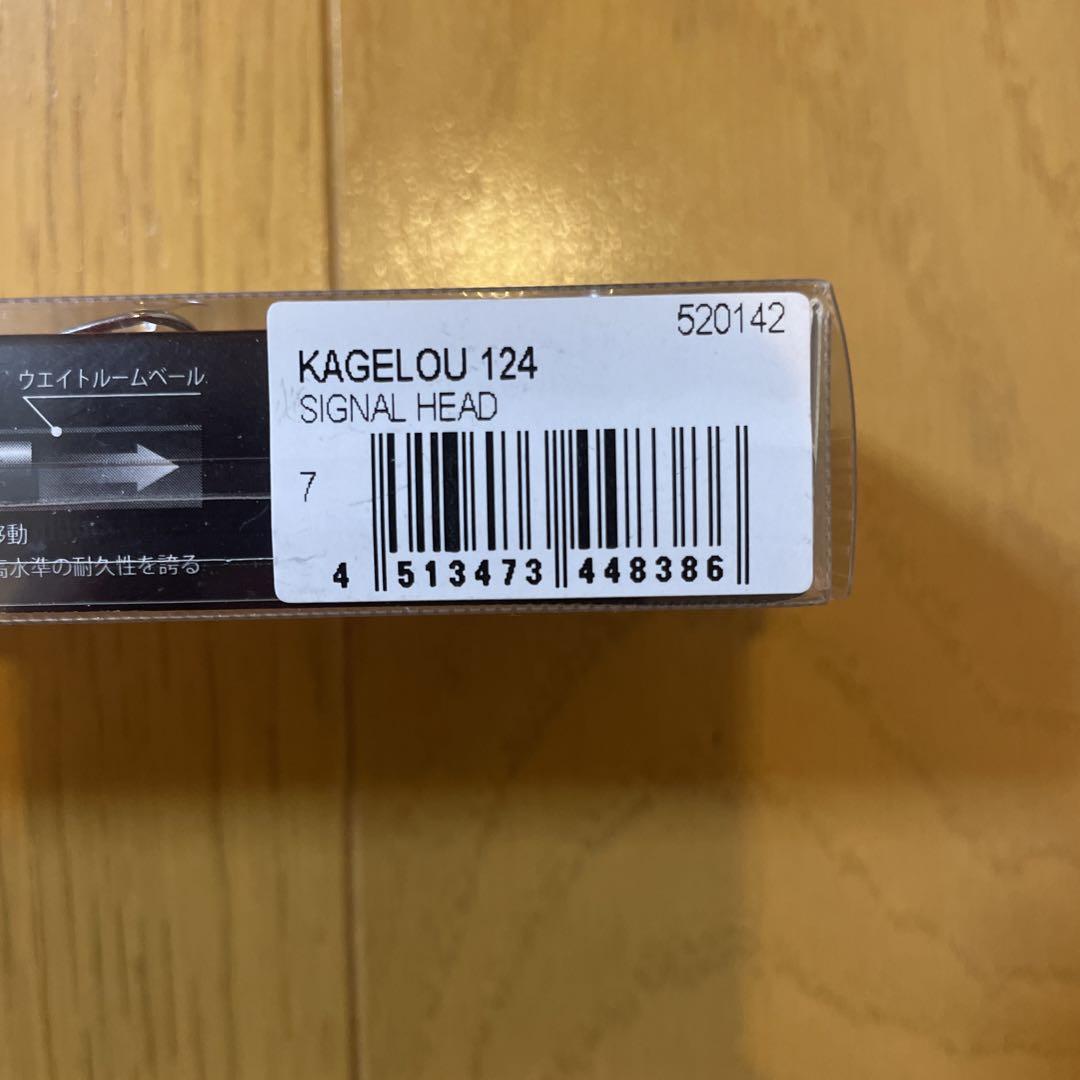 520142
KAGELOU 124
SIGNAL HEAD
7
4 513473 448386
ウエイトルームベール
移動
高水準の耐久性を誇る